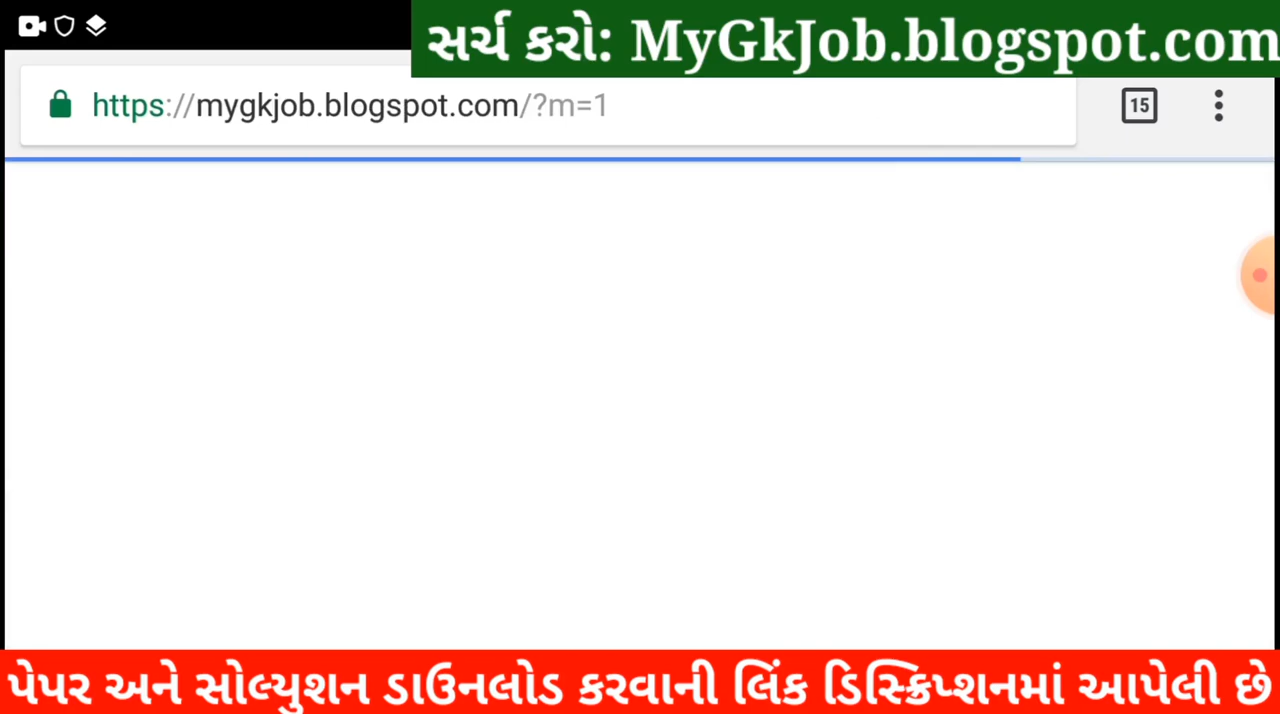 સર્ચ કરો: MyGkJob.blogspot.com
https://mygkjob.blogspot.com/?m=1
15
પેપર અને સોલ્યુશન ડાઉનલોડ કરવાની લિંક ડિસ્ક્રિપ્શનમાં આપેલી છે